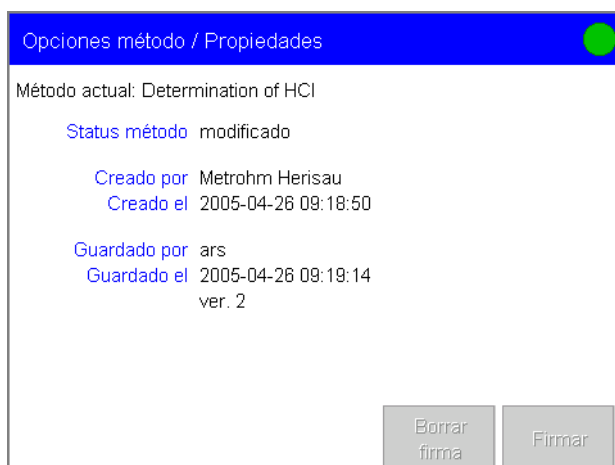 Opciones método / Propiedades
Método actual: Determination of HCl
Status método modificado
Creado por Metrohm Herisau
Creado el 2005-04-26 09:18:50
Guardado por ars
Guardado el 2005-04-26 09:19:14
ver. 2
Borrar
firma
Firmar